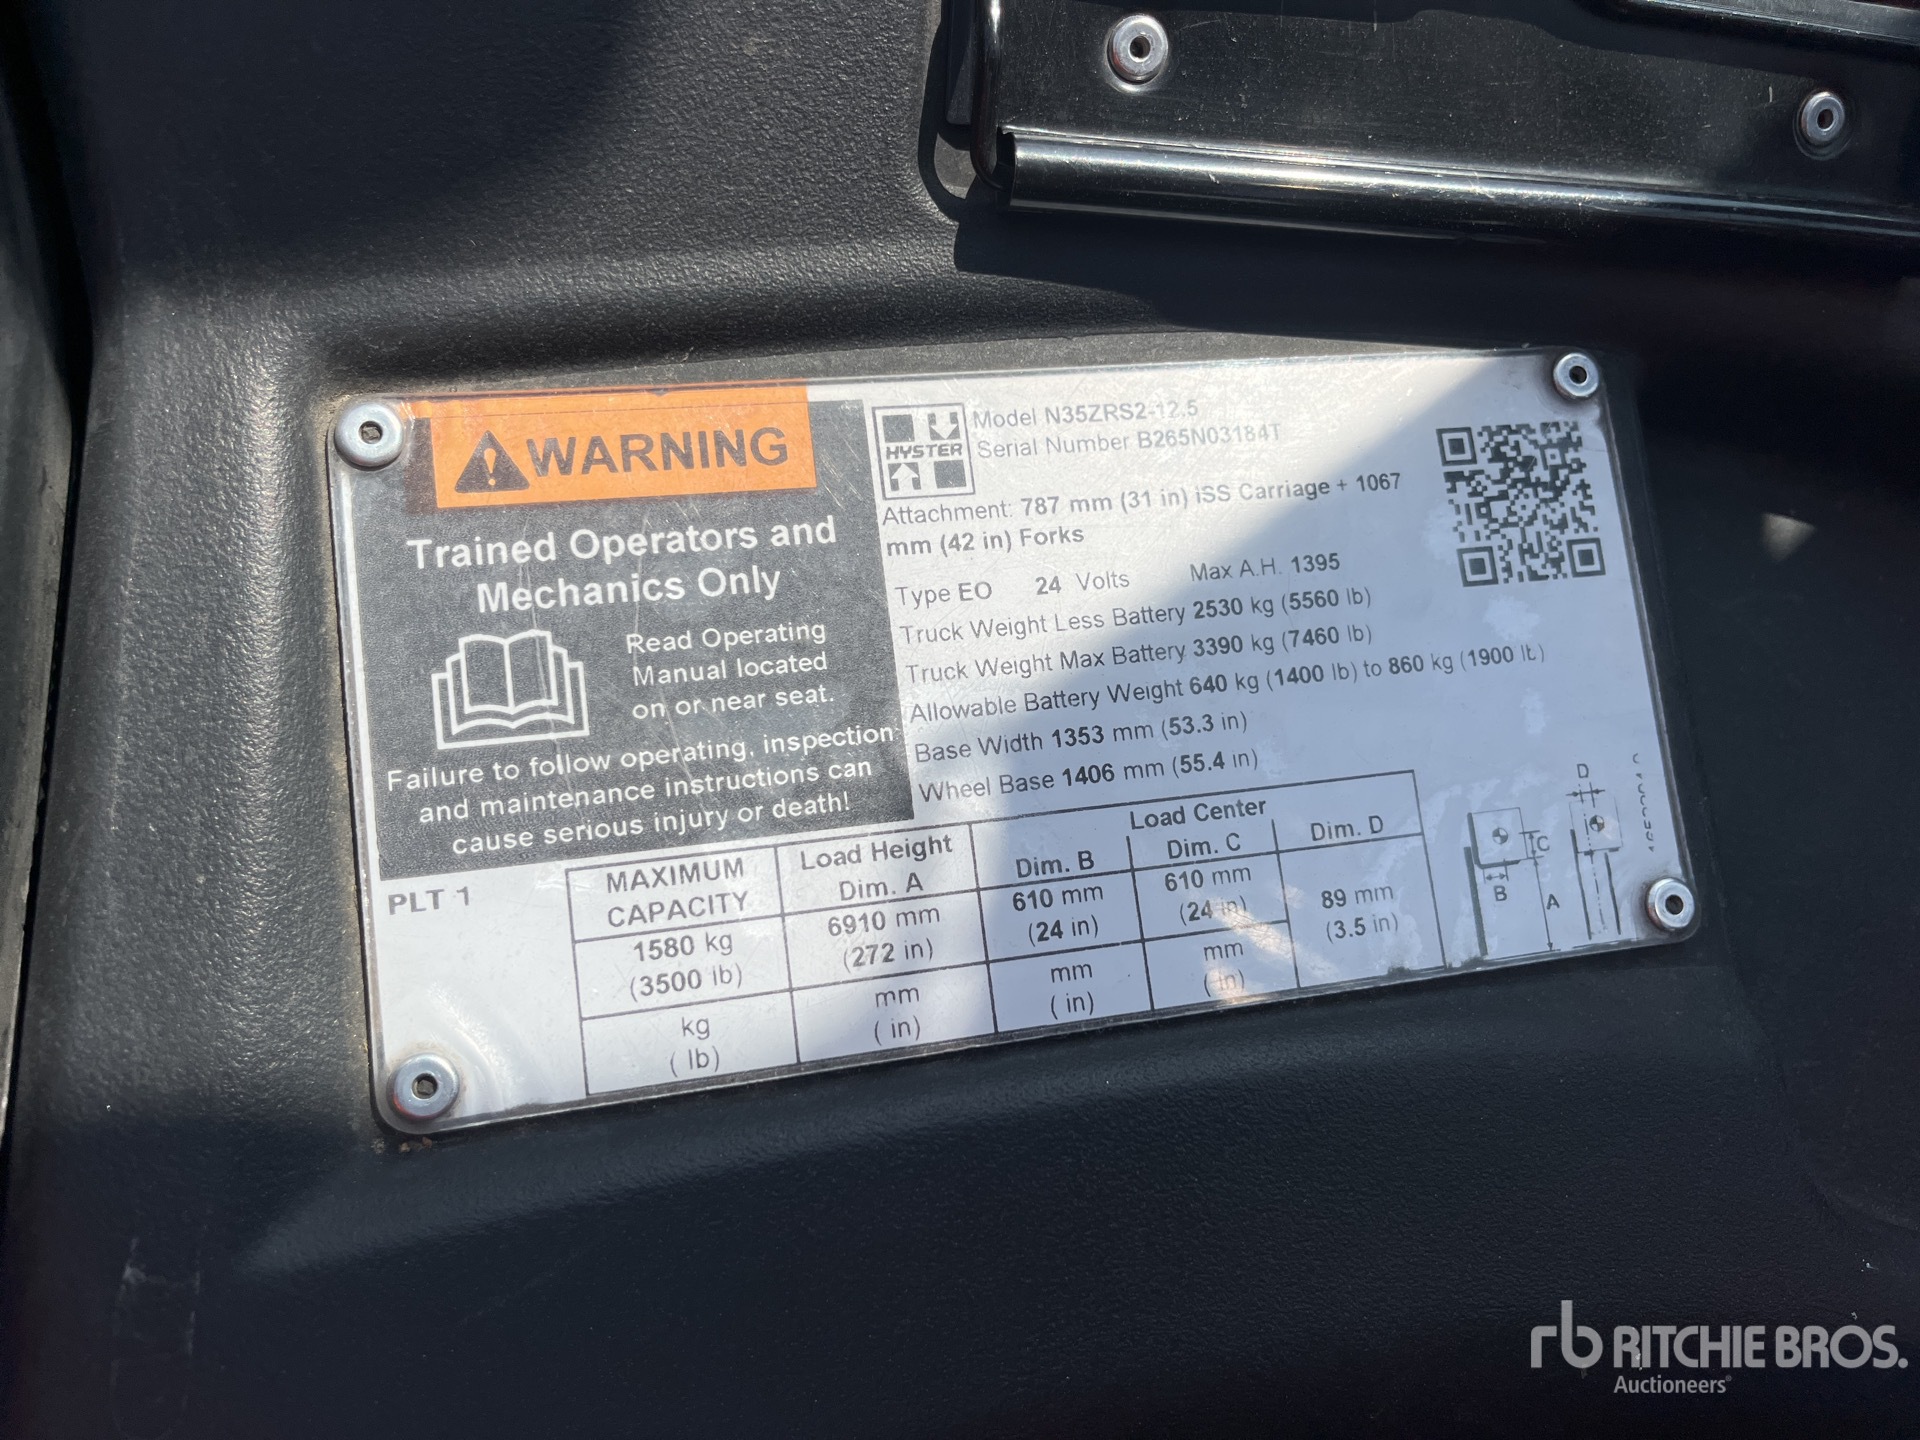 WARNING
Trained Operators and
Mechanics Only
Read Operating
Manual located
on or near seat.
Failure to follow operating, inspection
and maintenance instructions can
cause serious injury or death!
HYSTER
Model N35ZRS2-12.5
Serial Number B265N03184T
Attachment: 787 mm (31 in) iSS Carriage + 1067
mm (42 in) Forks
Type EO 24 Volts Max A.H. 1395
Truck Weight Less Battery 2530 kg (5560 lb)
Truck Weight Max Battery 3390 kg (7460 lb)
Allowable Battery Weight 640 kg (1400 lb) to 860 kg (1900 lb)
Base Width 1353 mm (53.3 in)
Wheel Base 1406 mm (55.4 in)
PLT 1
MAXIMUM
CAPACITY
Load Height
Dim. A
Load Center
Dim. B Dim. C Dim. D
1580 kg
(3500 lb)
6910 mm
(272 in)
610 mm
(24 in)
610 mm
(24 in)
89 mm
(3.5 in)
kg
( lb)
mm
( in)
mm
( in)
mm
( in)
D
C
B
A
rb RITCHIE BROS.
Auctioneers